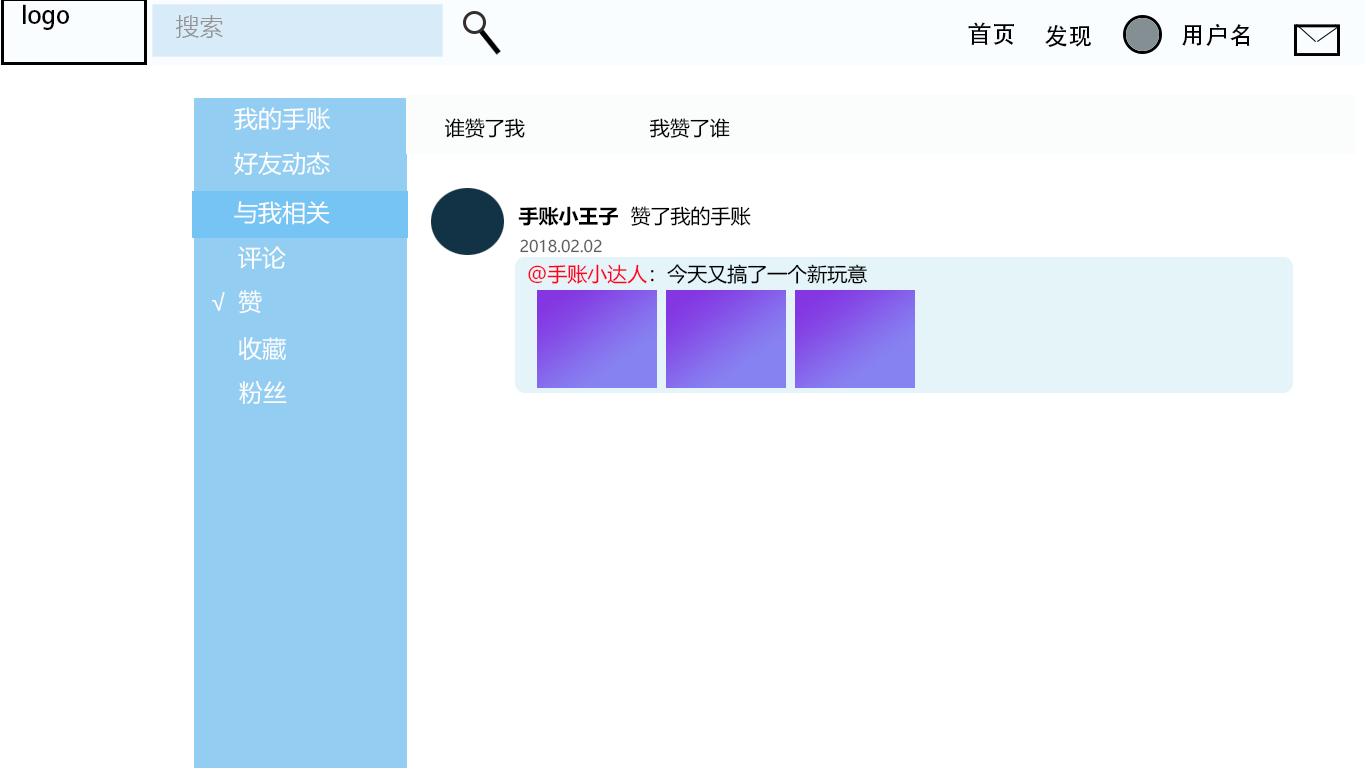 logo
搜索
首页
发现
用户名
我的手账
好友动态
与我相关
评论
√ 赞
收藏
粉丝
谁赞了我
我赞了谁
手账小王子 赞了我的手账
2018.02.02
@手账小达人：今天又搞了一个新玩意